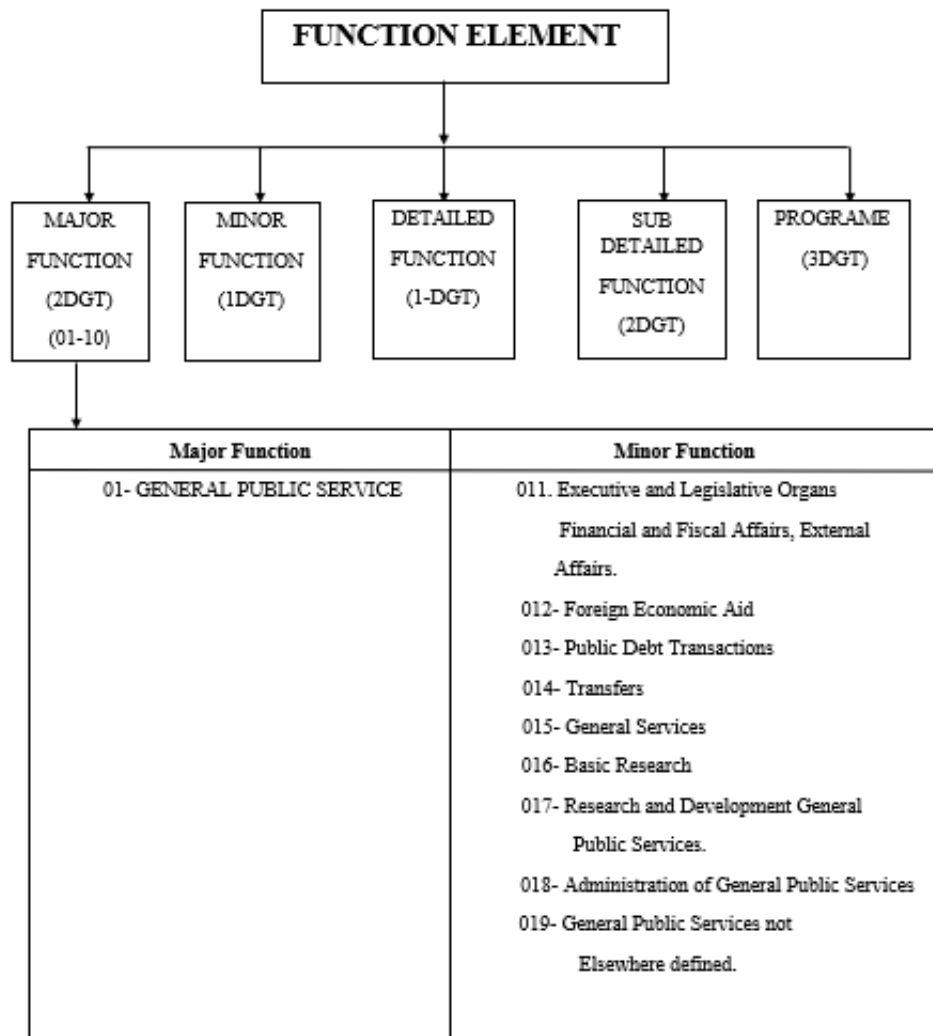 FUNCTION ELEMENT
MAJOR
FUNCTION
(2DGT)
(01-10)
MINOR
FUNCTION
(1DGT)
DETAILED
FUNCTION
(1-DGT)
SUB
DETAILED
FUNCTION
(2DGT)
PROGRAME
(3DGT)
Major Function
Minor Function
01- GENERAL PUBLIC SERVICE
011. Executive and Legislative Organs
Financial and Fiscal Affairs, External
Affairs.
012- Foreign Economic Aid
013- Public Debt Transactions
014- Transfers
015- General Services
016- Basic Research
017- Research and Development General
Public Services.
018- Administration of General Public Services
019- General Public Services not
Elsewhere defined.